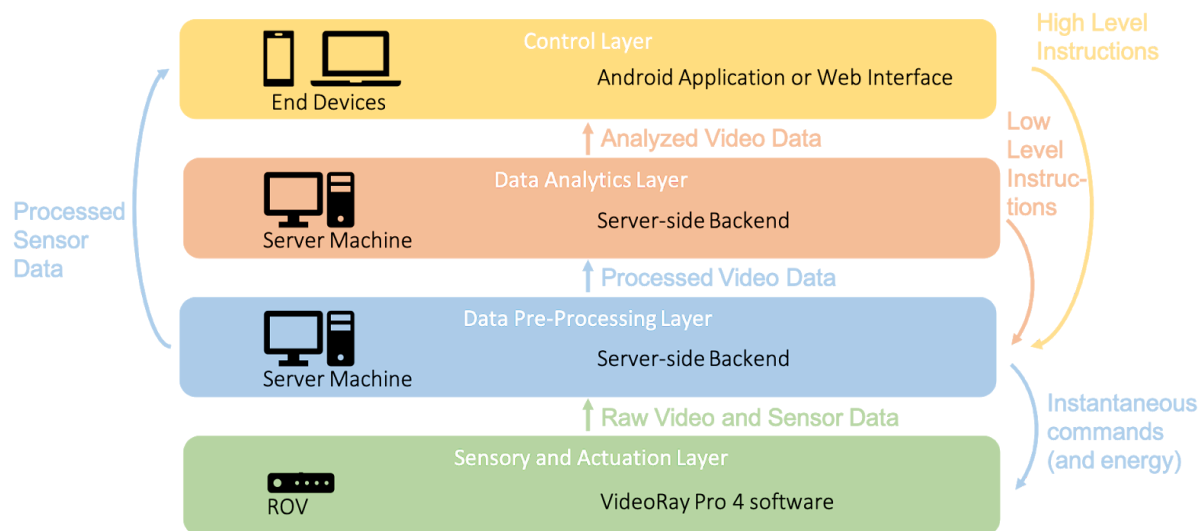 Control Layer
High Level
Instructions
Android Application or Web Interface
End Devices
Analyzed Video Data
Low
Level
Instruc-
tions
Data Analytics Layer
Server-side Backend
Server Machine
Processed
Sensor
Data
Processed Video Data
Data Pre-Processing Layer
Server-side Backend
Server Machine
Raw Video and Sensor Data
Instantaneous
commands
(and energy)
Sensory and Actuation Layer
ROV
VideoRay Pro 4 software